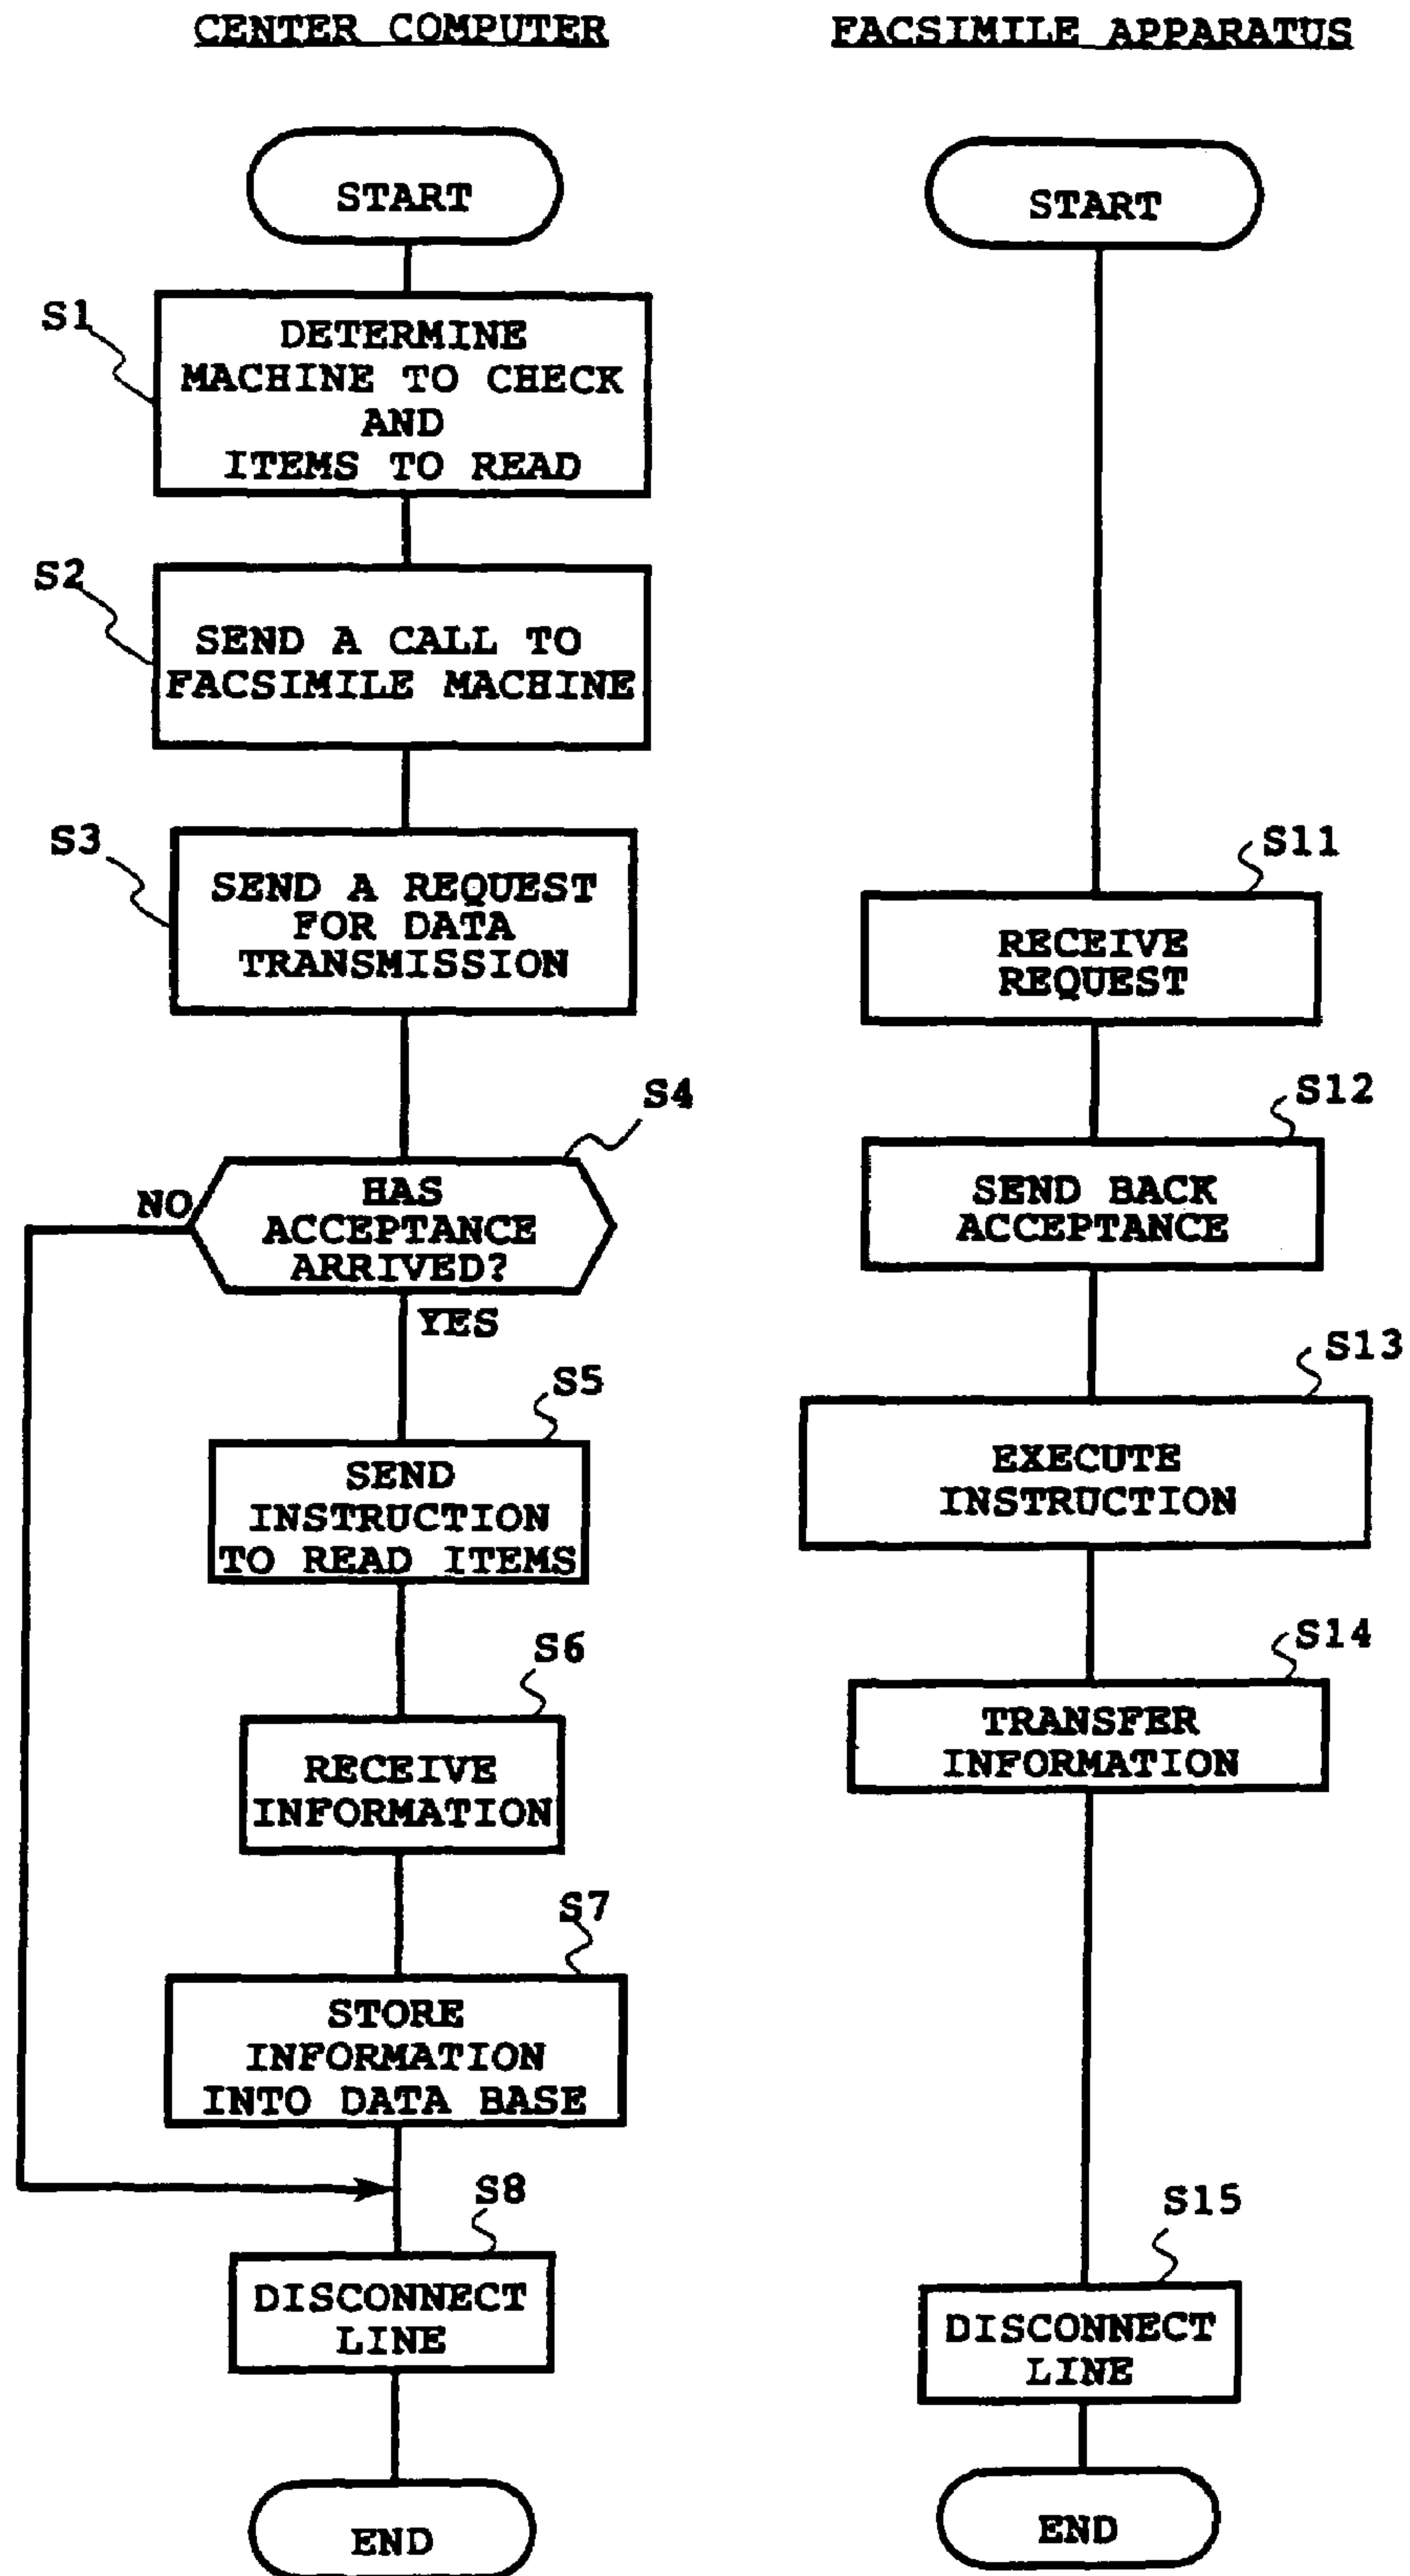 CENTER COMPUTER
START
S1
DETERMINE
MACHINE TO CHECK
AND
ITEMS TO READ
S2
SEND A CALL TO
FACSIMILE MACHINE
S3
SEND A REQUEST
FOR DATA
TRANSMISSION
S4
HAS
ACCEPTANCE
ARRIVED?
NO
YES
S5
SEND
INSTRUCTION
TO READ ITEMS
S6
RECEIVE
INFORMATION
S7
STORE
INFORMATION
INTO DATA BASE
S8
DISCONNECT
LINE
END
FACSIMILE APPARATUS
START
S11
RECEIVE
REQUEST
S12
SEND BACK
ACCEPTANCE
S13
EXECUTE
INSTRUCTION
S14
TRANSFER
INFORMATION
S15
DISCONNECT
LINE
END